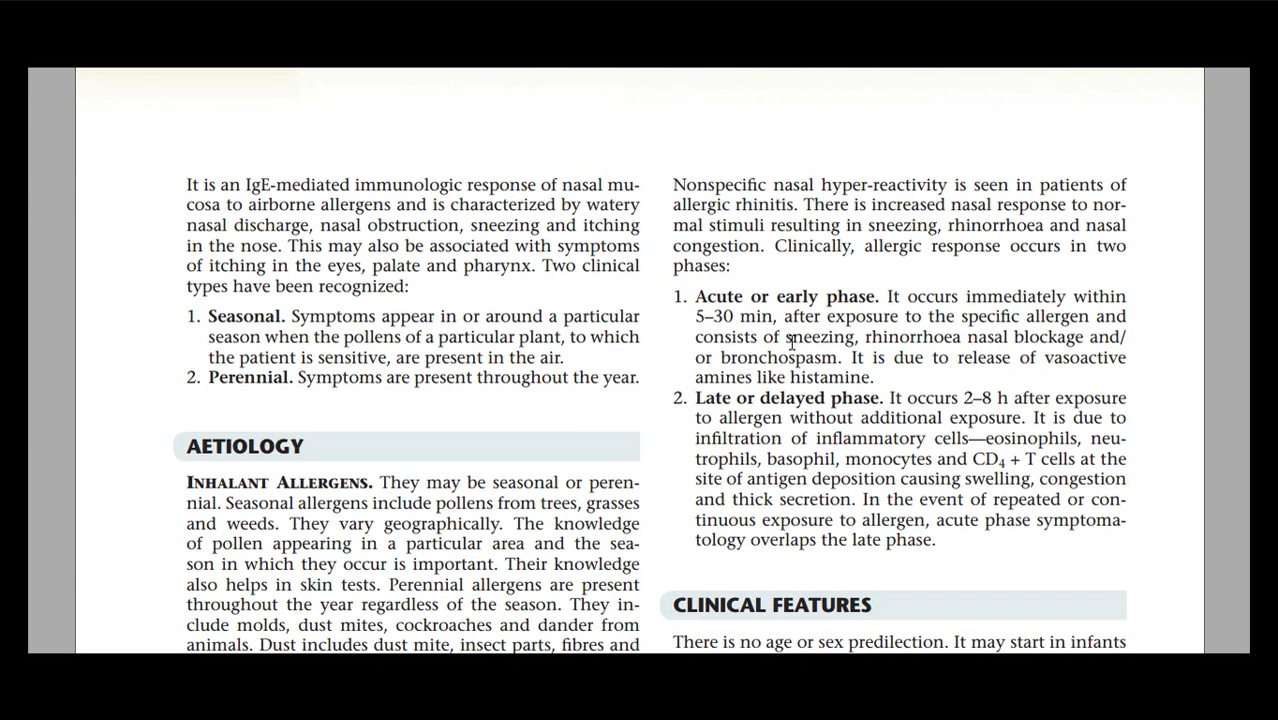 It is an IgE-mediated immunologic response of nasal mu-
cosa to airborne allergens and is characterized by watery
nasal discharge, nasal obstruction, sneezing and itching
in the nose. This may also be associated with symptoms
of itching in the eyes, palate and pharynx. Two clinical
types have been recognized:
1. Seasonal. Symptoms appear in or around a particular
season when the pollens of a particular plant, to which
the patient is sensitive, are present in the air.
2. Perennial. Symptoms are present throughout the year.
AETIOLOGY
INHALANT ALLERGENS. They may be seasonal or peren-
nial. Seasonal allergens include pollens from trees, grasses
and weeds. They vary geographically. The knowledge
of pollen appearing in a particular area and the sea-
son in which they occur is important. Their knowledge
also helps in skin tests. Perennial allergens are present
throughout the year regardless of the season. They in-
clude molds, dust mites, cockroaches and dander from
animals. Dust includes dust mite, insect parts, fibres and
Nonspecific nasal hyper-reactivity is seen in patients of
allergic rhinitis. There is increased nasal response to nor-
mal stimuli resulting in sneezing, rhinorrhoea and nasal
congestion. Clinically, allergic response occurs in two
phases:
1. Acute or early phase. It occurs immediately within
5–30 min, after exposure to the specific allergen and
consists of sneezing, rhinorrhoea nasal blockage and/
or bronchospasm. It is due to release of vasoactive
amines like histamine.
2. Late or delayed phase. It occurs 2–8 h after exposure
to allergen without additional exposure. It is due to
infiltration of inflammatory cells—eosinophils, neu-
trophils, basophil, monocytes and CD₄ + T cells at the
site of antigen deposition causing swelling, congestion
and thick secretion. In the event of repeated or con-
tinuous exposure to allergen, acute phase symptoma-
tology overlaps the late phase.
CLINICAL FEATURES
There is no age or sex predilection. It may start in infants